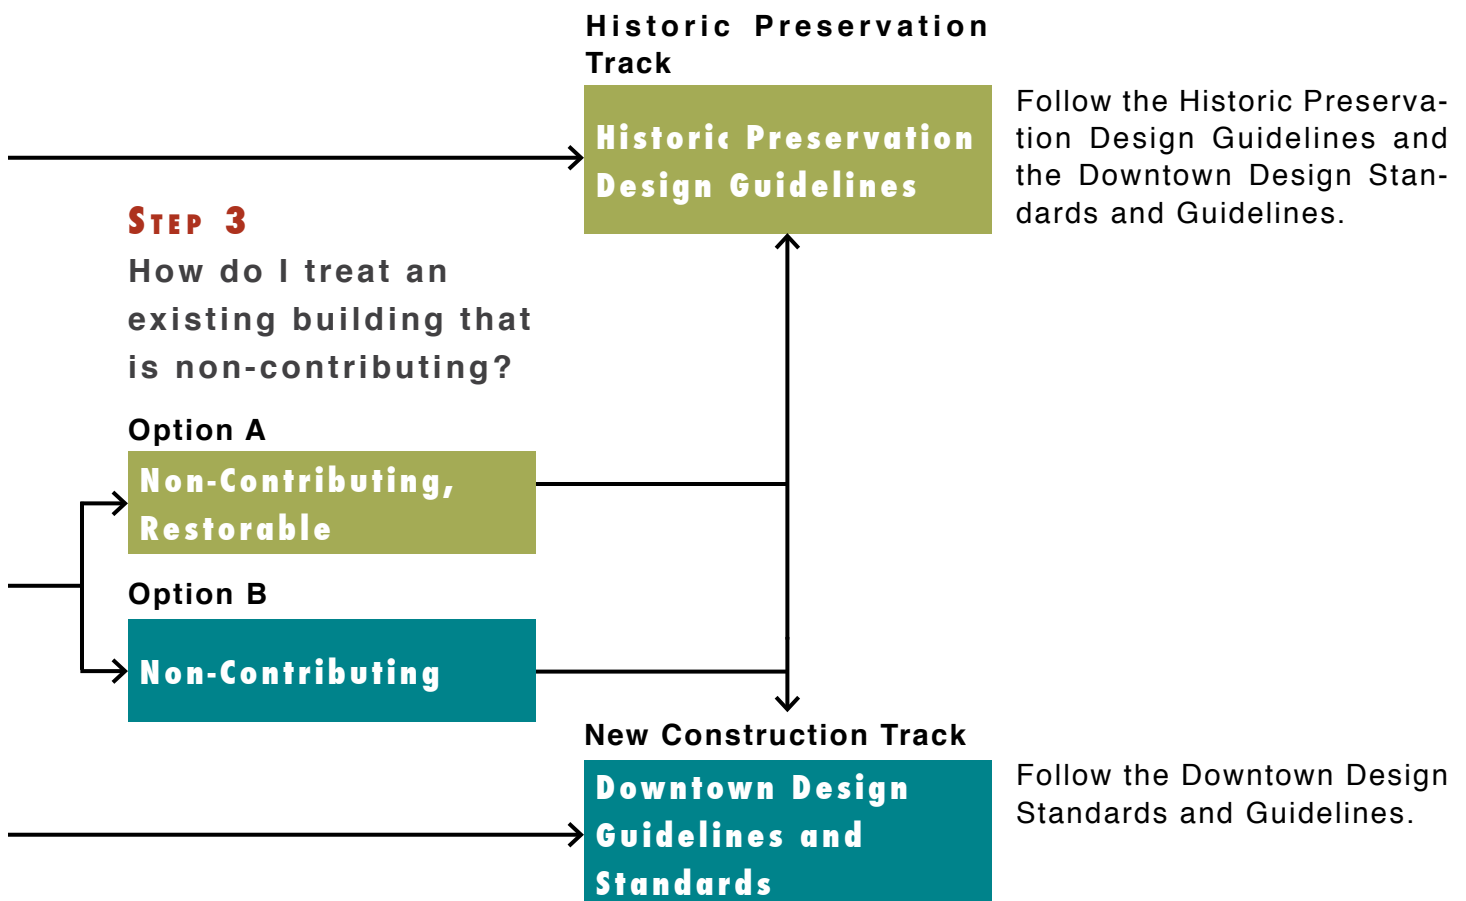 Historic Preservation
Track
Historic Preservation
Design Guidelines
Follow the Historic Preserva-
tion Design Guidelines and
the Downtown Design Stan-
dards and Guidelines.
STEP 3
How do I treat an
existing building that
is non-contributing?
Option A
Non-Contributing,
Restorable
Option B
Non-Contributing
New Construction Track
Downtown Design
Guidelines and
Standards
Follow the Downtown Design
Standards and Guidelines.